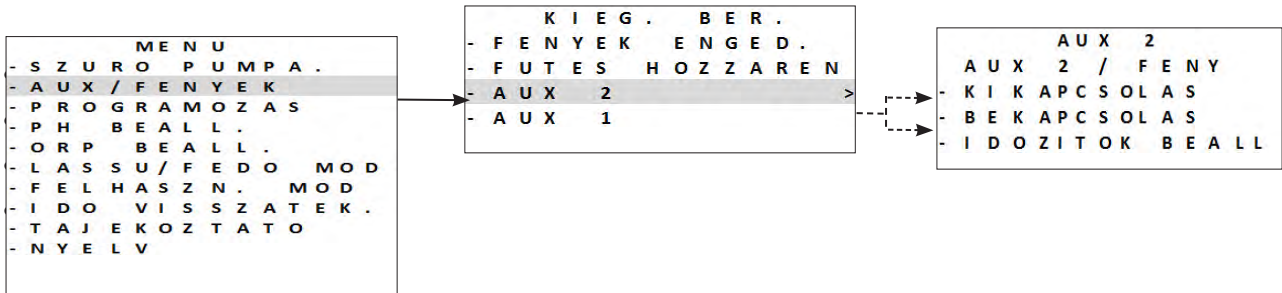 MENU
- SZURO PUMPA.
- AUX/FENYEK
- PROGRAMOZAS
- PH BEALL.
- ORP BEALL.
- LASSU/FEDO MOD
- FELHASZN. MOD
- IDO VISSZATEK.
- TAJEKOZTATO
- NYELV
KIEG. BER.
- FENYEK ENGED.
- FUTES HOZZAREN
- AUX 2 >
- AUX 1
AUX 2
AUX 2 / FENY
- KIKAPCSOLAS
- BEKAPCSOLAS
- IDOZITOK BEALL